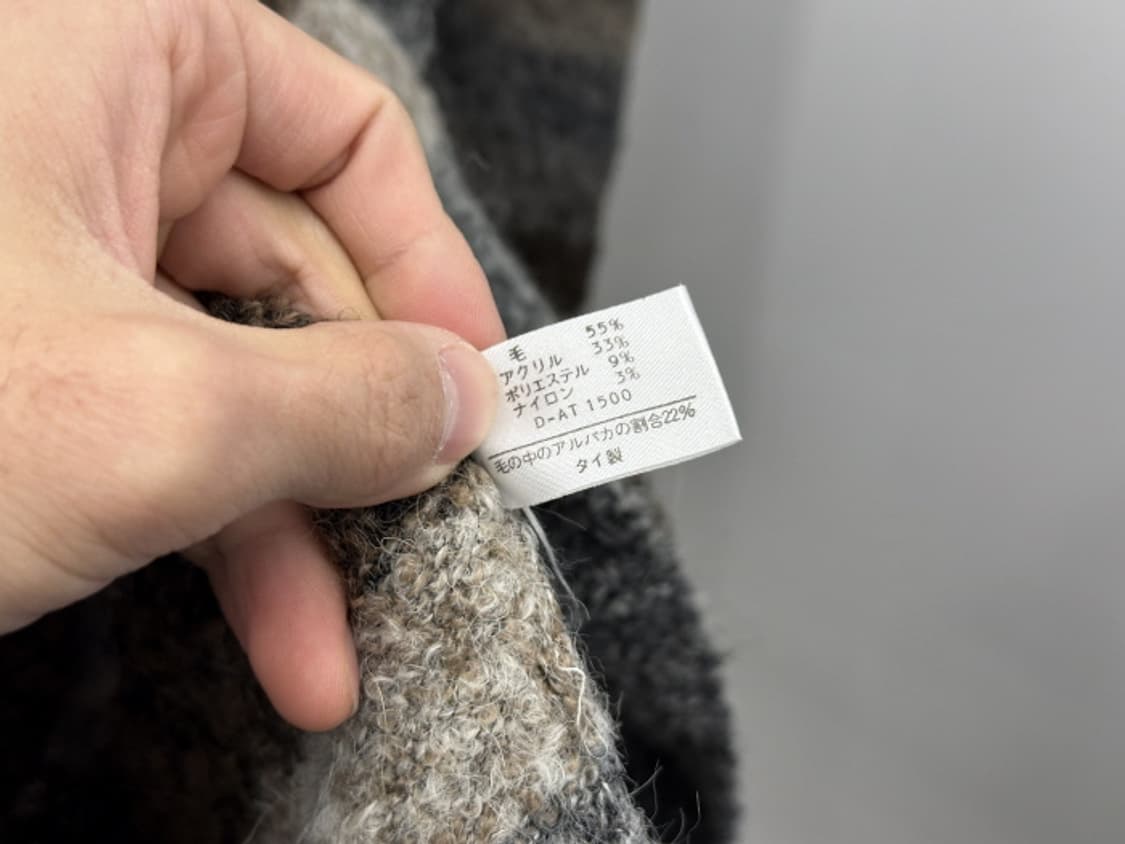 毛 55%
アクリル 33%
ポリエステル 9%
ナイロン 3%
D-AT 1500
毛の中のアルパカの割合22%
タイ製